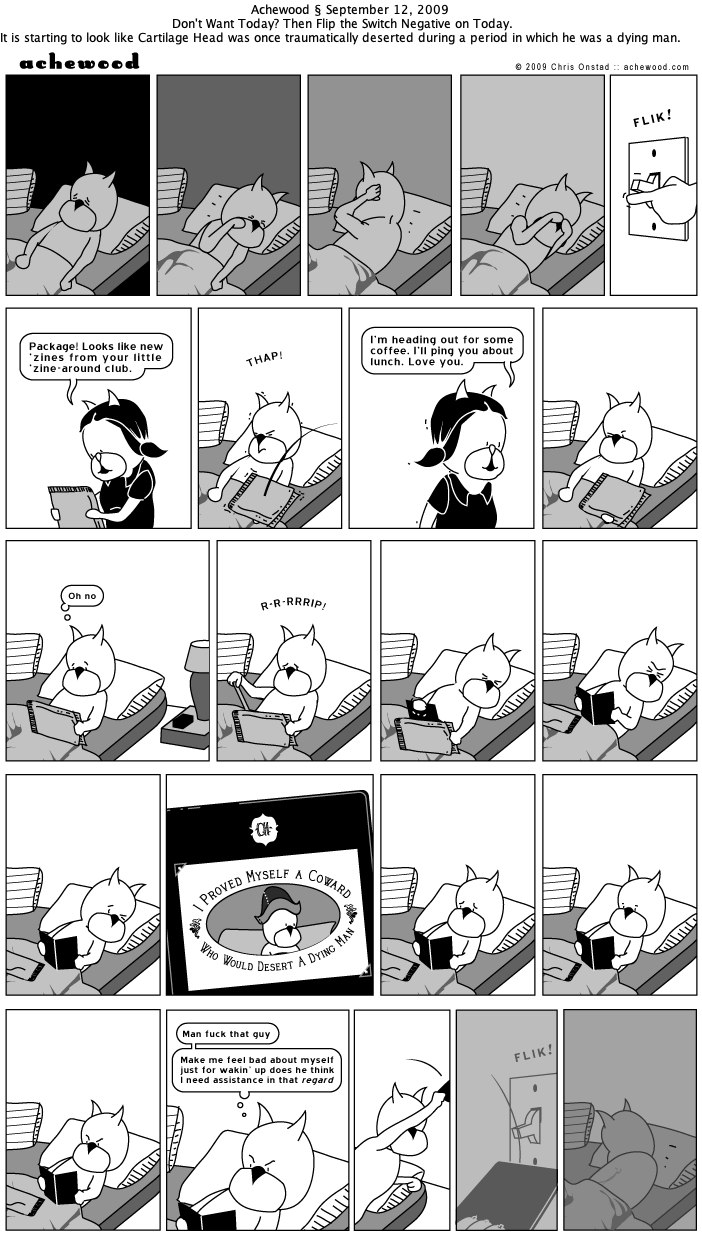 Achewood § September 12, 2009
Don't Want Today? Then Flip the Switch Negative on Today.
It is starting to look like Cartilage Head was once traumatically deserted during a period in which he was a dying man.
achewood
© 2009 Chris Onstad :: achewood.com
FLIK!
Package! Looks like new
'zines from your little
'zine-around club.
THAP!
I'm heading out for some
coffee. I'll ping you about
lunch. Love you.
Oh no
R-R-RRRIP!
CH
I PROVED MYSELF A COWARD
WHO WOULD DESERT A DYING MAN
Man fuck that guy
Make me feel bad about myself
just for wakin' up does he think
I need assistance in that regard
FLIK!